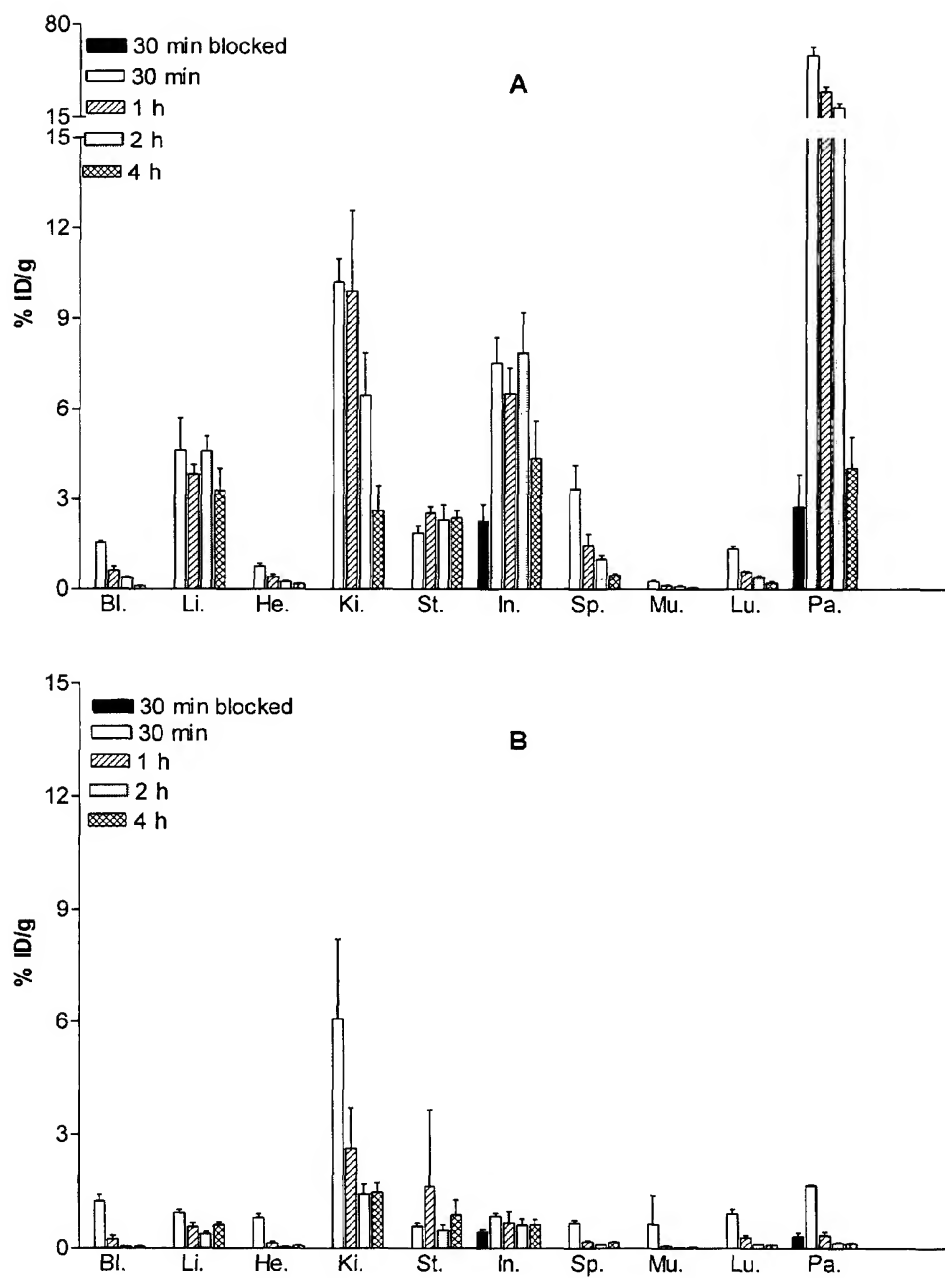 80
30 min blocked
30 min
A
1 h
15
15
2 h
4 h
12
% ID/g
9
6
3
0
Bl. Li. He. Ki. St. In. Sp. Mu. Lu. Pa.
15
30 min blocked
30 min
B
1 h
2 h
12
4 h
9
% ID/g
6
3
0
Bl. Li. He. Ki. St. In. Sp. Mu. Lu. Pa.